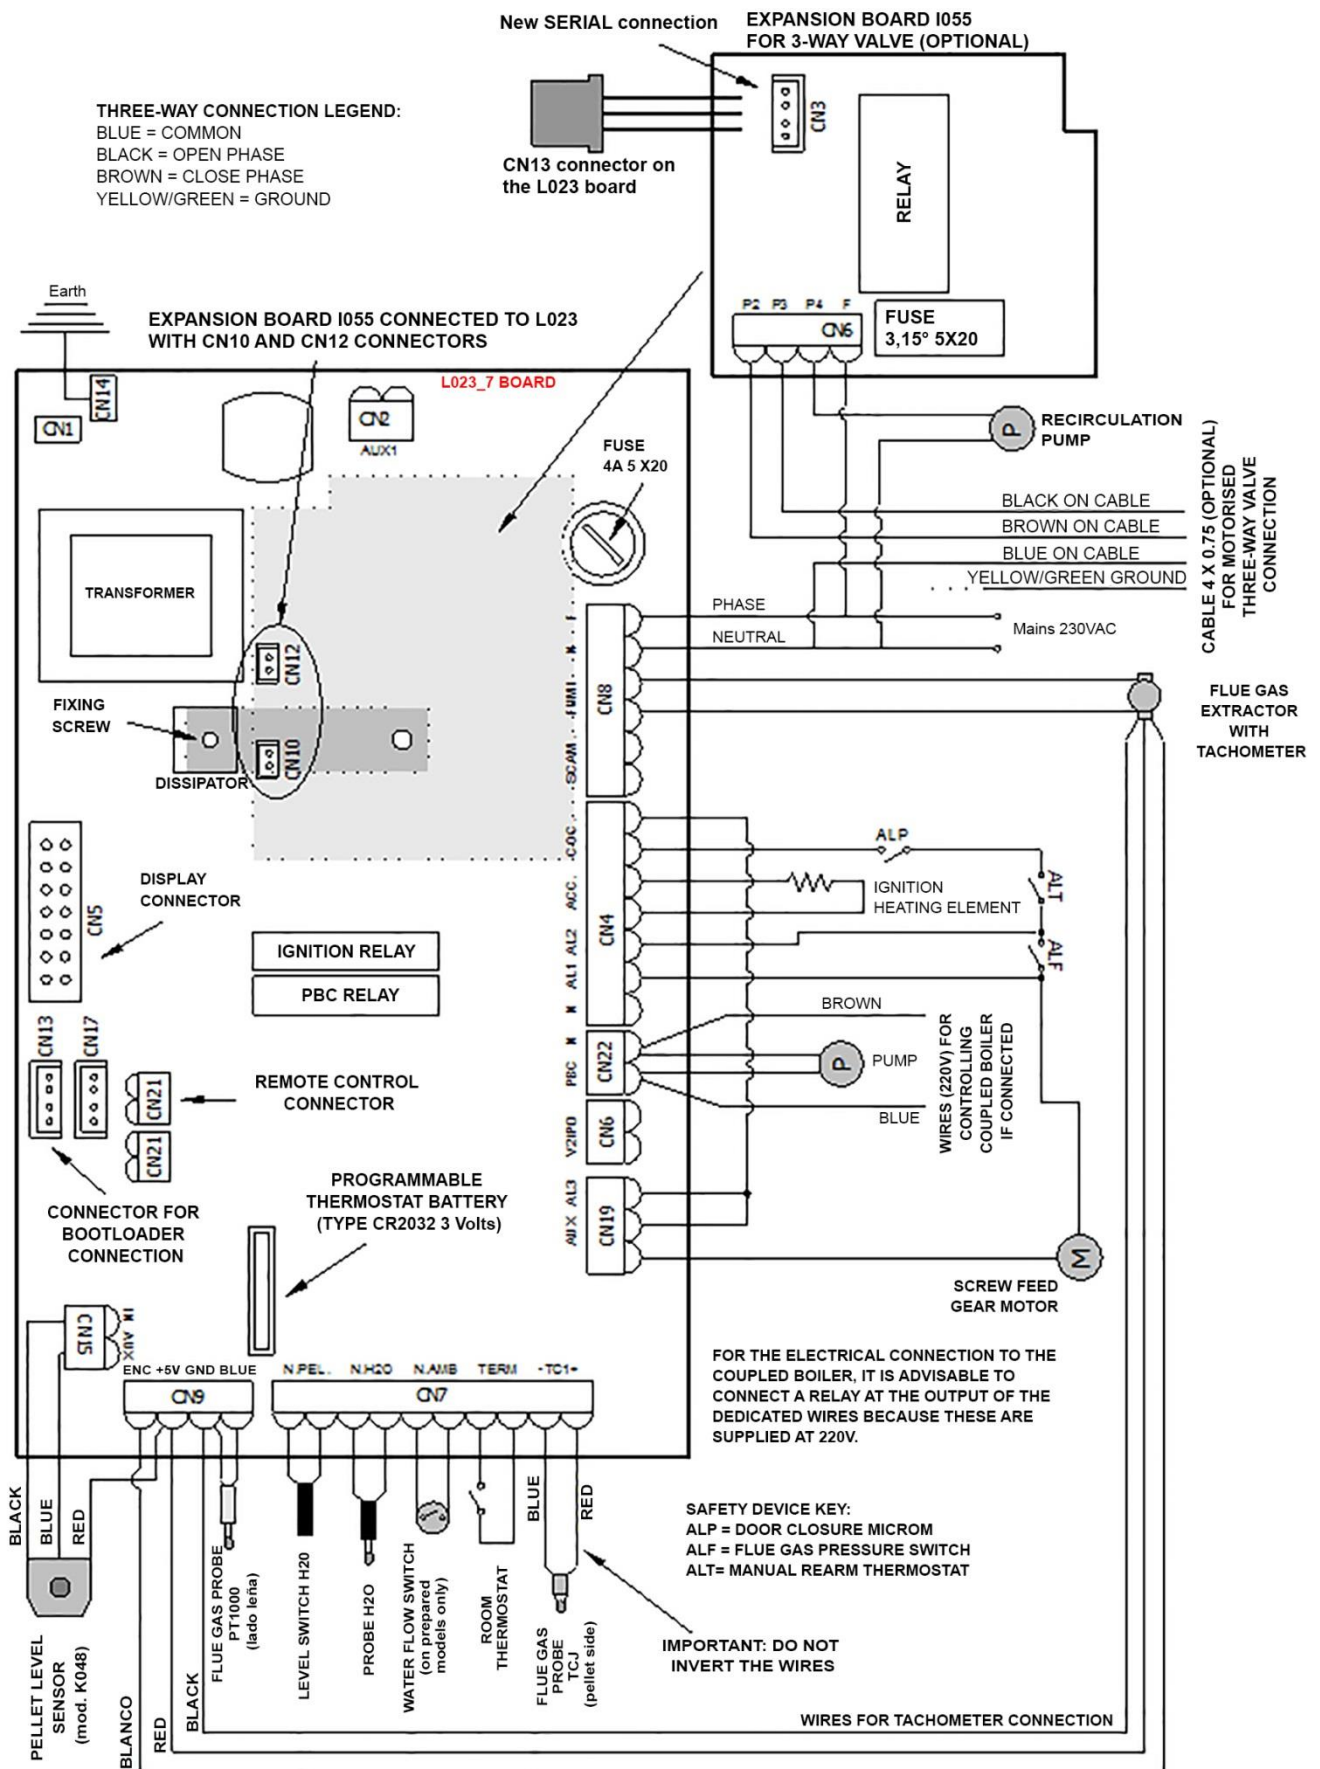 New SERIAL connection
EXPANSION BOARD I055
FOR 3-WAY VALVE (OPTIONAL)
THREE-WAY CONNECTION LEGEND:
BLUE = COMMON
BLACK = OPEN PHASE
BROWN = CLOSE PHASE
YELLOW/GREEN = GROUND
CN3
CN13 connector on
the L023 board
RELAY
P2 P3 P4 F
CN6
FUSE
3,15° 5X20
Earth
EXPANSION BOARD I055 CONNECTED TO L023
WITH CN10 AND CN12 CONNECTORS
L023_7 BOARD
CN14
CN1
CN2
AUX1
FUSE
4A 5 X20
P
RECIRCULATION
PUMP
BLACK ON CABLE
BROWN ON CABLE
BLUE ON CABLE
YELLOW/GREEN GROUND
CABLE 4 X 0.75 (OPTIONAL)
FOR MOTORISED
THREE-WAY VALVE
CONNECTION
TRANSFORMER
PHASE
NEUTRAL
Mains 230VAC
CN12
FIXING
SCREW
CN10
DISSIPATOR
F
N
FUMI
SCAM.
CN8
FLUE GAS
EXTRACTOR
WITH
TACHOMETER
COC.
ACC.
AL2
AL1
N
CN4
ALP
ALT
ALF
IGNITION
HEATING ELEMENT
DISPLAY
CONNECTOR
CN5
IGNITION RELAY
PBC RELAY
CN13
CN17
CN21
CN21
REMOTE CONTROL
CONNECTOR
N
PBC
CN22
BROWN
P
PUMP
BLUE
WIRES (220V) FOR
CONTROLLING
COUPLED BOILER
IF CONNECTED
V2IPO
CN6
AL3
AUX
CN19
CONNECTOR FOR
BOOTLOADER
CONNECTION
PROGRAMMABLE
THERMOSTAT BATTERY
(TYPE CR2032 3 Volts)
M
SCREW FEED
GEAR MOTOR
CN15
IN
AUX
ENC +5V GND BLUE
CN9
N.PEL. N.H2O N.AMB TERM -TC1+
CN7
FOR THE ELECTRICAL CONNECTION TO THE
COUPLED BOILER, IT IS ADVISABLE TO
CONNECT A RELAY AT THE OUTPUT OF THE
DEDICATED WIRES BECAUSE THESE ARE
SUPPLIED AT 220V.
BLACK
BLUE
RED
BLUE
RED
SAFETY DEVICE KEY:
ALP = DOOR CLOSURE MICROM
ALF = FLUE GAS PRESSURE SWITCH
ALT= MANUAL REARM THERMOSTAT
PELLET LEVEL
SENSOR
(mod. K048)
FLUE GAS PROBE
PT1000
(lado leña)
LEVEL SWITCH H20
PROBE H2O
WATER FLOW SWITCH
(on prepared
models only)
ROOM
THERMOSTAT
FLUE GAS
PROBE
TCJ
(pellet side)
IMPORTANT: DO NOT
INVERT THE WIRES
BLANCO
RED
BLACK
WIRES FOR TACHOMETER CONNECTION